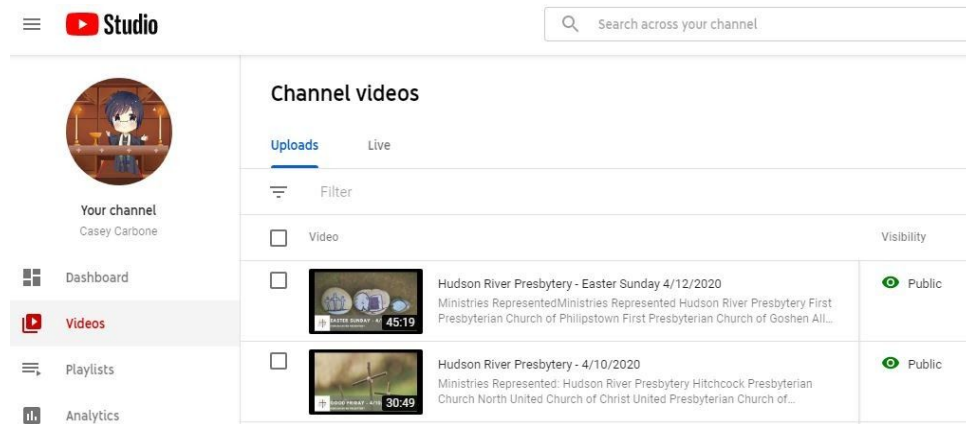 Studio
Search across your channel
Your channel
Casey Carbone
Dashboard
Videos
Playlists
Analytics
Channel videos
Uploads Live
Filter
Video Visibility
45:19
Hudson River Presbytery - Easter Sunday 4/12/2020
Ministries RepresentedMinistries Represented Hudson River Presbytery First
Presbyterian Church of Philipstown First Presbyterian Church of Goshen All...
Public
30:49
Hudson River Presbytery - 4/10/2020
Ministries Represented: Hudson River Presbytery Hitchcock Presbyterian
Church North United Church of Christ United Presbyterian Church of...
Public